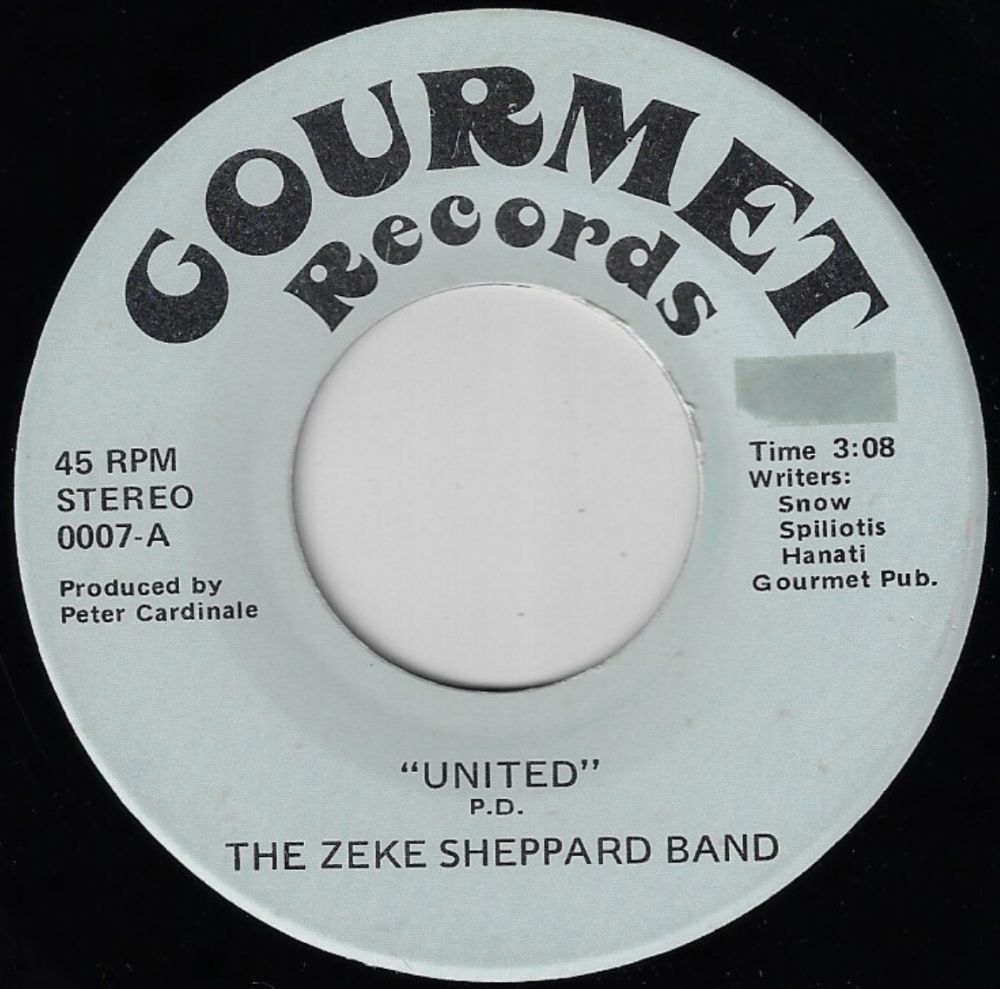 GOURMET
Records
45 RPM
STEREO
0007-A
Produced by
Peter Cardinale
Time 3:08
Writers:
Snow
Spiliotis
Hanati
Gourmet Pub.
“UNITED”
P.D.
THE ZEKE SHEPPARD BAND